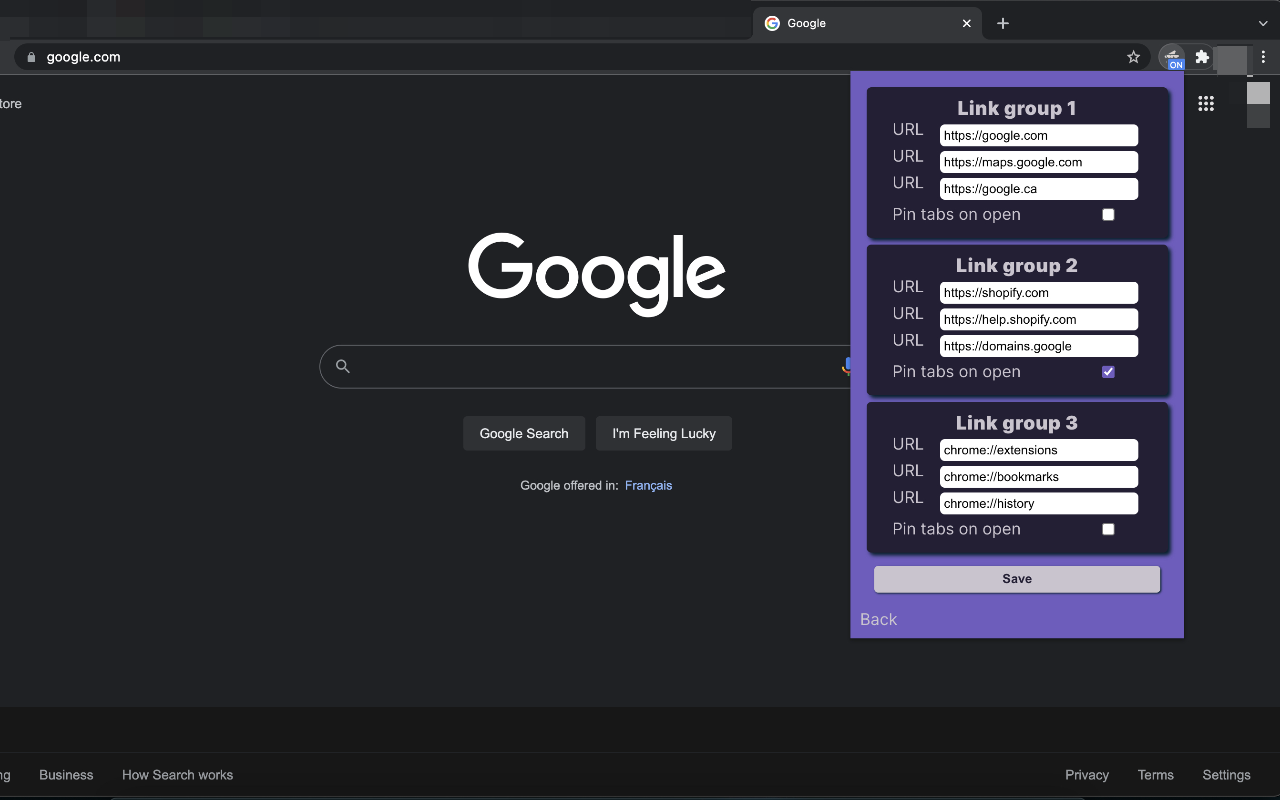 Google
google.com
ON
tore
Google
Google Search
I'm Feeling Lucky
Google offered in: Français
Link group 1
URL https://google.com
URL https://maps.google.com
URL https://google.ca
Pin tabs on open
Link group 2
URL https://shopify.com
URL https://help.shopify.com
URL https://domains.google
Pin tabs on open
Link group 3
URL chrome://extensions
URL chrome://bookmarks
URL chrome://history
Pin tabs on open
Save
Back
ng Business How Search works Privacy Terms Settings